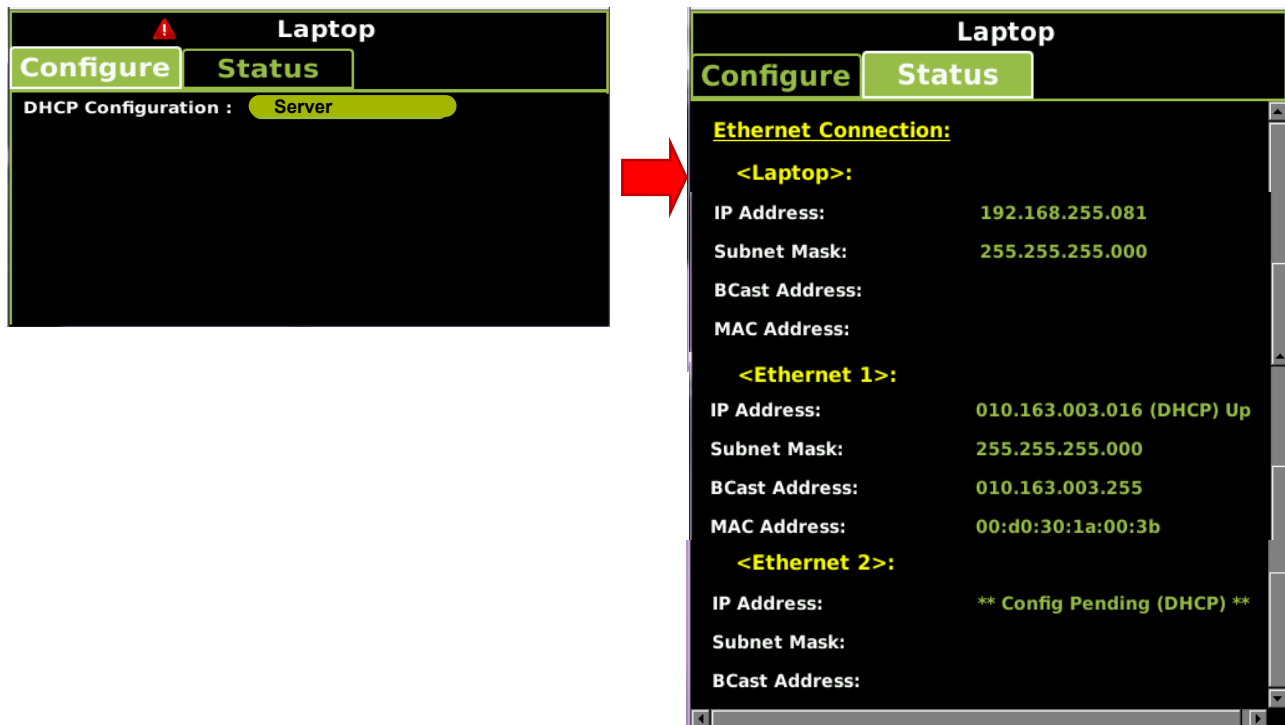 Laptop
Configure Status
DHCP Configuration : Server
Laptop
Configure Status
Ethernet Connection:
<Laptop>:
IP Address: 192.168.255.081
Subnet Mask: 255.255.255.000
BCast Address:
MAC Address:
<Ethernet 1>:
IP Address: 010.163.003.016 (DHCP) Up
Subnet Mask: 255.255.255.000
BCast Address: 010.163.003.255
MAC Address: 00:d0:30:1a:00:3b
<Ethernet 2>:
IP Address: ** Config Pending (DHCP) **
Subnet Mask:
BCast Address: